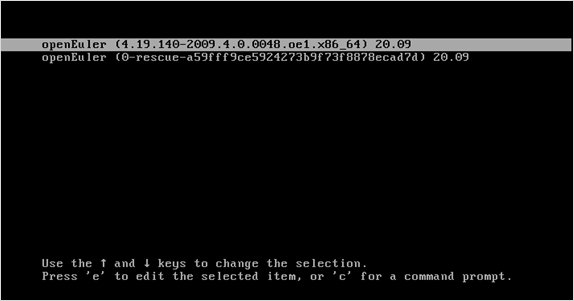 openEuler (4.19.140-2009.4.0.0048.oe1.x86_64) 20.09
openEuler (0-rescue-a59fff9ce5924273b9f73f8878ecad7d) 20.09
Use the ↑ and ↓ keys to change the selection.
Press 'e' to edit the selected item, or 'c' for a command prompt.